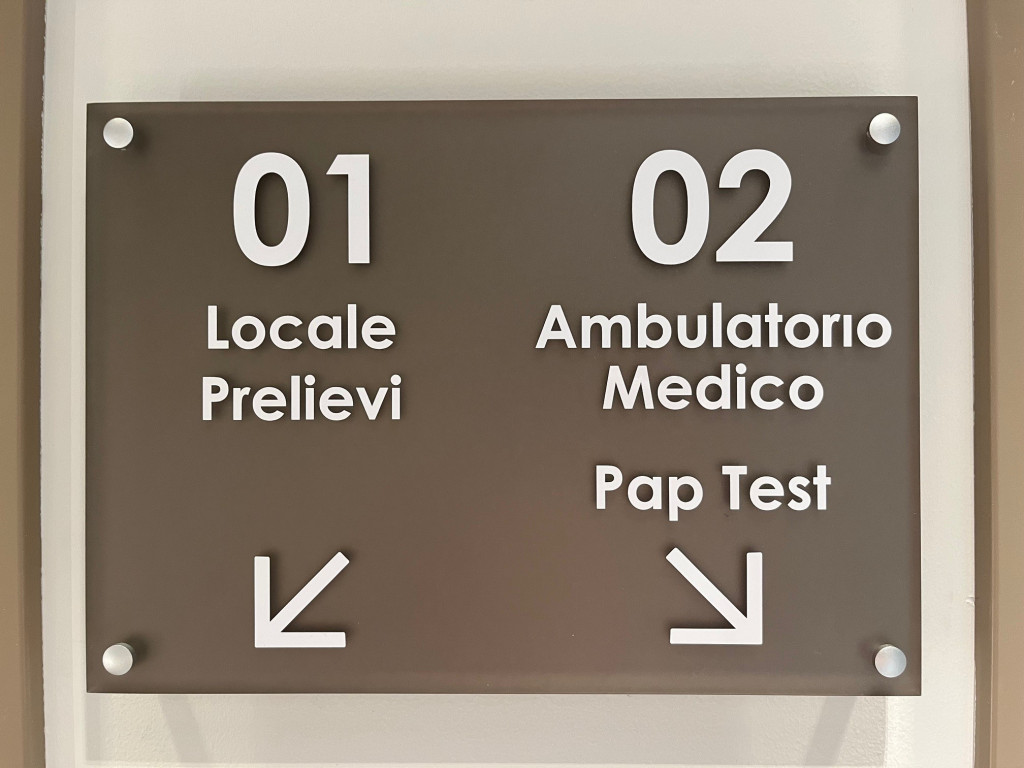 01
Locale
Prelievi
02
Ambulatorio
Medico
Pap Test